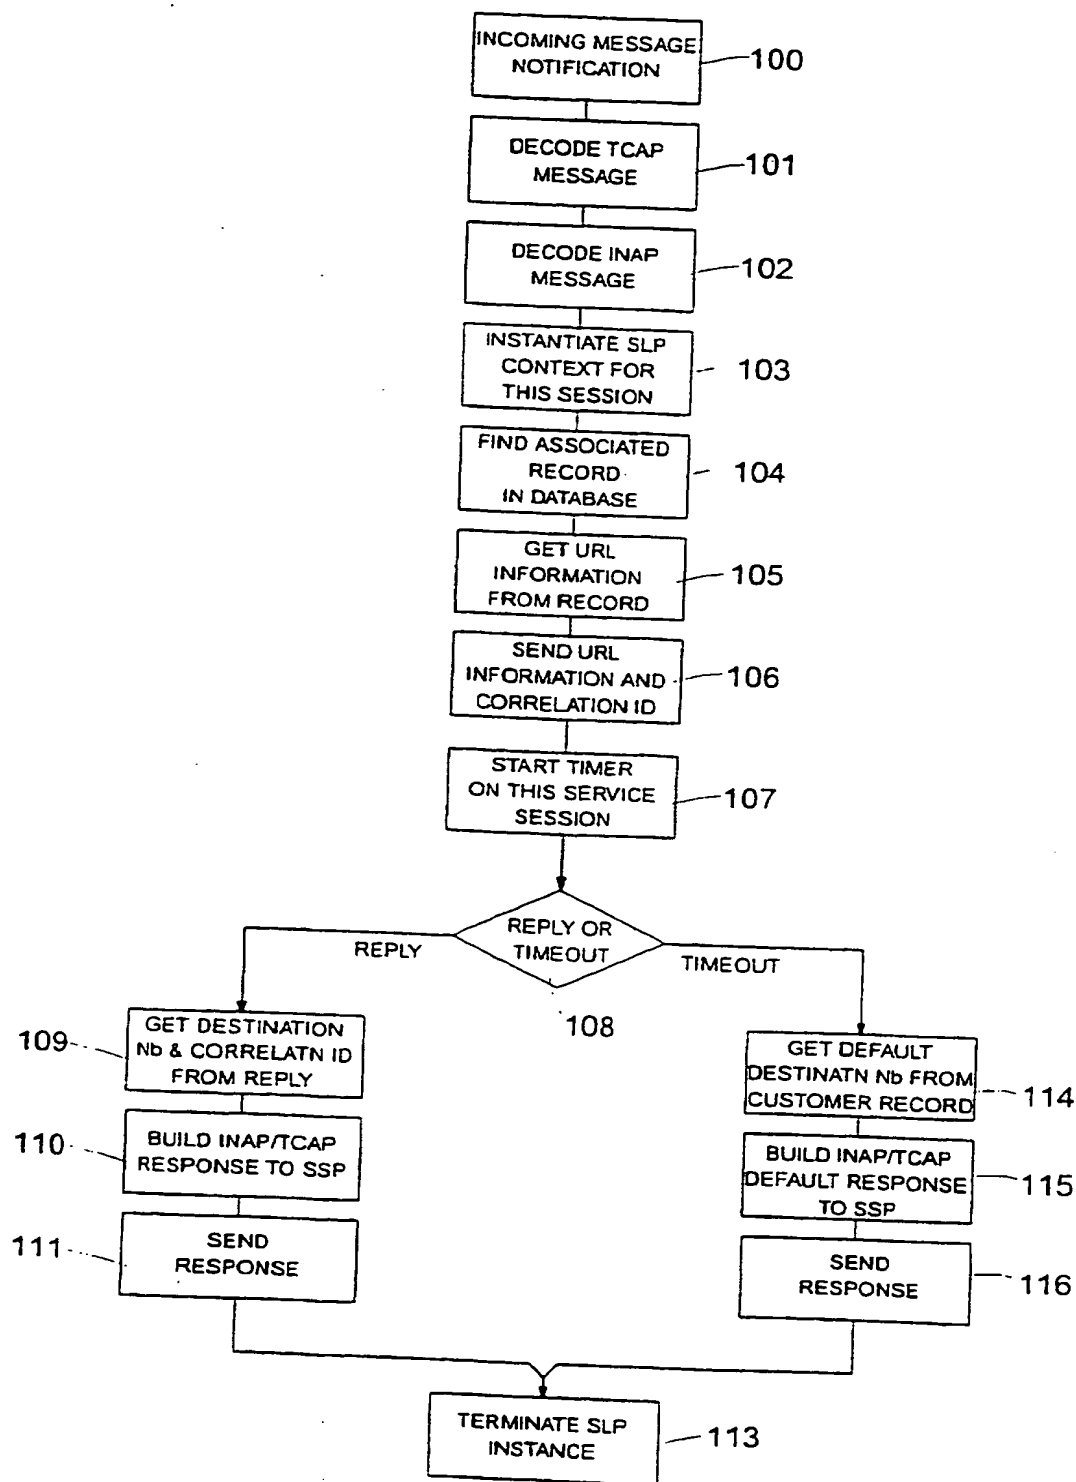 INCOMING MESSAGE
NOTIFICATION
100
DECODE TCAP
MESSAGE
101
DECODE INAP
MESSAGE
102
INSTANTIATE SLP
CONTEXT FOR
THIS SESSION
103
FIND ASSOCIATED
RECORD
IN DATABASE
104
GET URL
INFORMATION
FROM RECORD
105
SEND URL
INFORMATION AND
CORRELATION ID
106
START TIMER
ON THIS SERVICE
SESSION
107
REPLY OR
TIMEOUT
REPLY
TIMEOUT
108
109
GET DESTINATION
Nb & CORRELATN ID
FROM REPLY
110
BUILD INAP/TCAP
RESPONSE TO SSP
111
SEND
RESPONSE
GET DEFAULT
DESTINATN Nb FROM
CUSTOMER RECORD
114
BUILD INAP/TCAP
DEFAULT RESPONSE
TO SSP
115
SEND
RESPONSE
116
TERMINATE SLP
INSTANCE
113